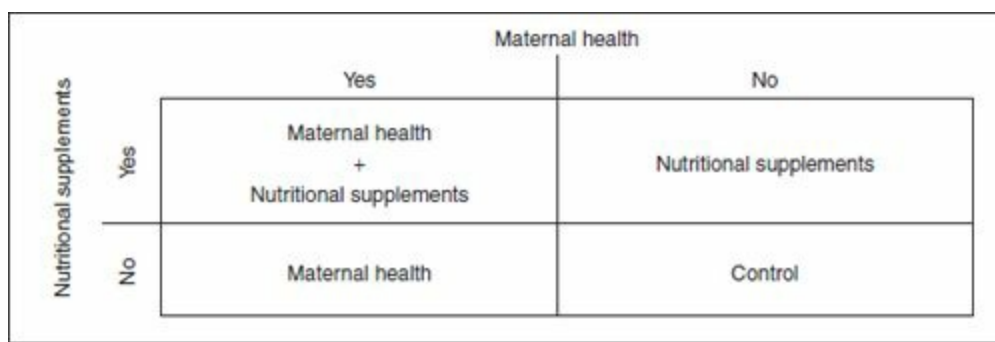 Maternal health
Yes
No
Nutritional supplements
Yes
Maternal health
+
Nutritional supplements
Nutritional supplements
No
Maternal health
Control